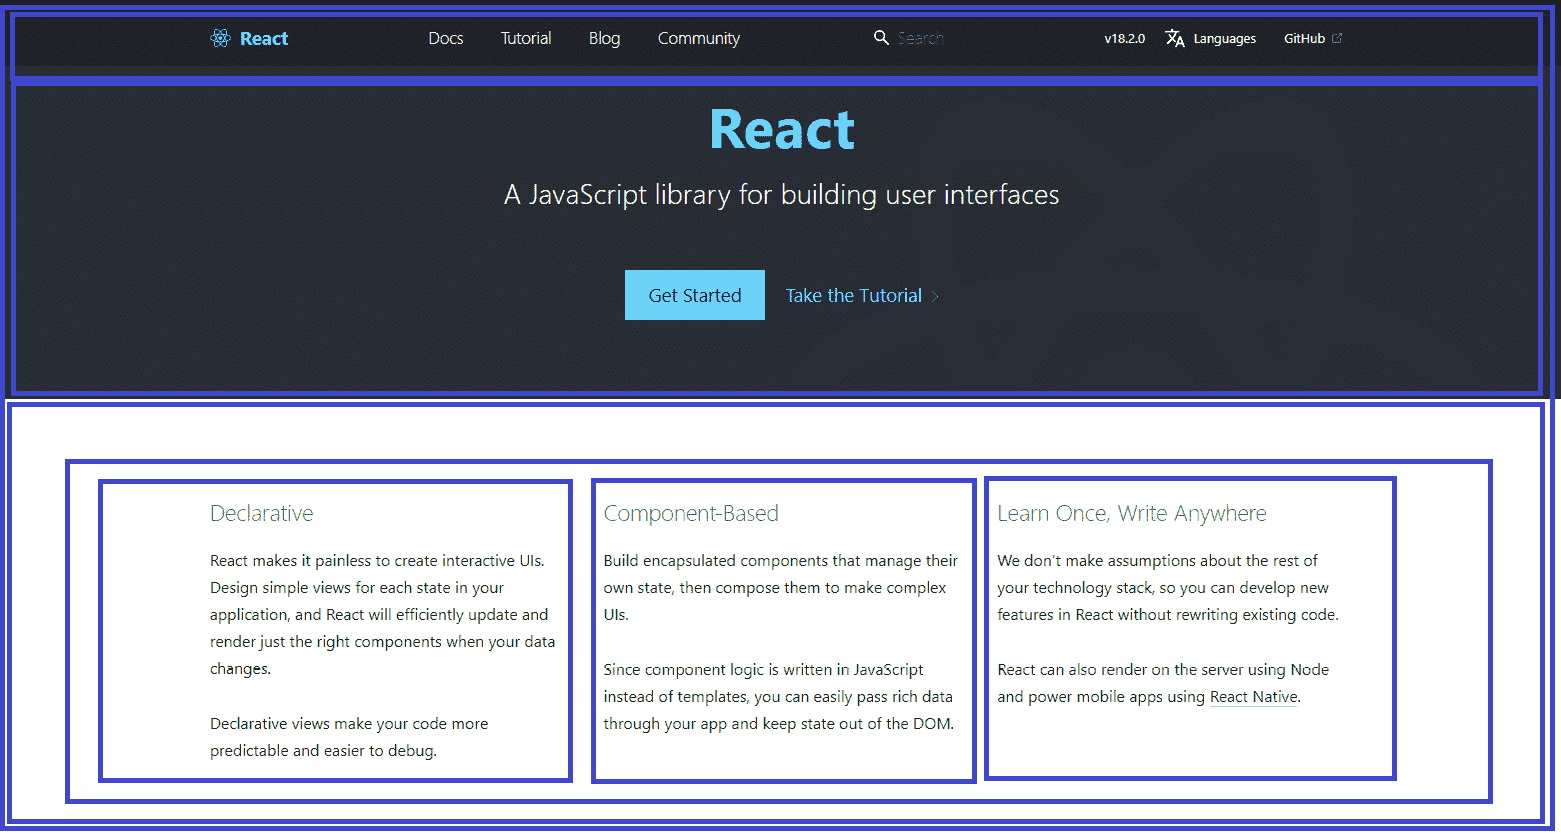 React Docs Tutorial Blog Community Search v18.2.0 Languages GitHub
React
A JavaScript library for building user interfaces
Get Started Take the Tutorial
Declarative
React makes it painless to create interactive UIs.
Design simple views for each state in your
application, and React will efficiently update and
render just the right components when your data
changes.
Declarative views make your code more
predictable and easier to debug.
Component-Based
Build encapsulated components that manage their
own state, then compose them to make complex
UIs.
Since component logic is written in JavaScript
instead of templates, you can easily pass rich data
through your app and keep state out of the DOM.
Learn Once, Write Anywhere
We don’t make assumptions about the rest of
your technology stack, so you can develop new
features in React without rewriting existing code.
React can also render on the server using Node
and power mobile apps using React Native.